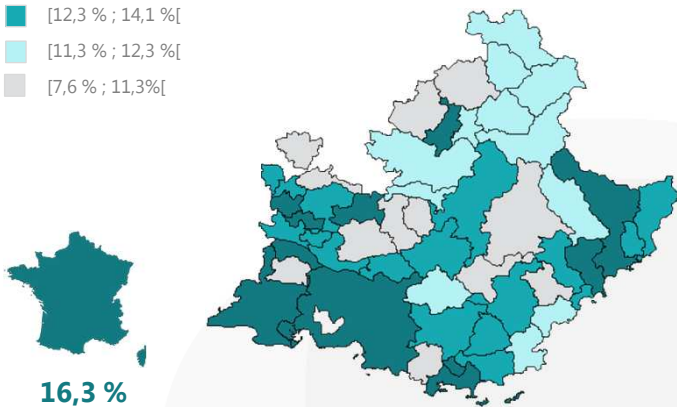 [12,3 % ; 14,1 %[
[11,3 % ; 12,3 %[
[7,6 % ; 11,3%[
16,3 %